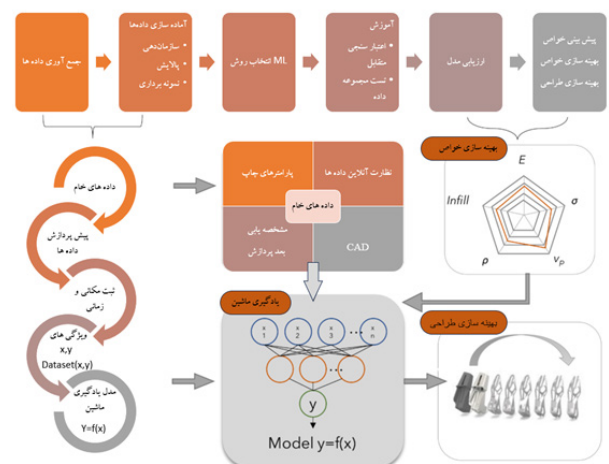 جمع آوری داده ها
آماده سازی داده‌ها
• سازمان‌دهی
• پالایش
• نمونه برداری
انتخاب روش ML
آموزش
• اعتبار سنجی
متقابل
• تست مجموعه
داده
ارزیابی مدل
پیش بینی خواص
بهینه سازی خواص
بهینه سازی طراحی
داده های خام
پیش پردازش
داده ها
ثبت مکانی و
زمانی
ویژگی های
x,y
Dataset(x,y)
مدل یادگیری
ماشین
Y=f(x)
پارامترهای چاپ
نظارت آنلاین داده ها
داده های خام
مشخصه یابی
بعد پردازش
CAD
بهینه سازی خواص
E
Infill
σ
ρ
νp
یادگیری ماشین
x
1
x
2
x
3
...
x
n
...
y
Model y=f(x)
بهینه سازی طراحی